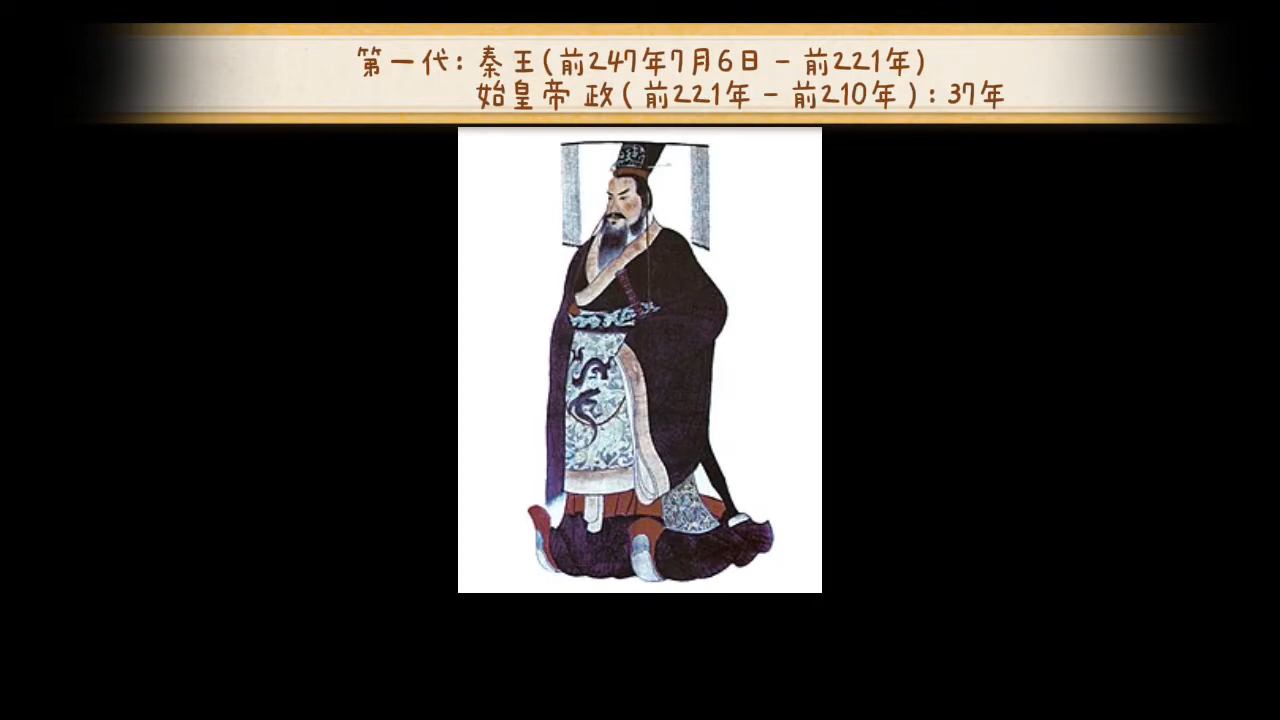 第一代: 秦王(前247年7月6日 - 前221年)
始皇帝 政(前221年 - 前210年): 37年